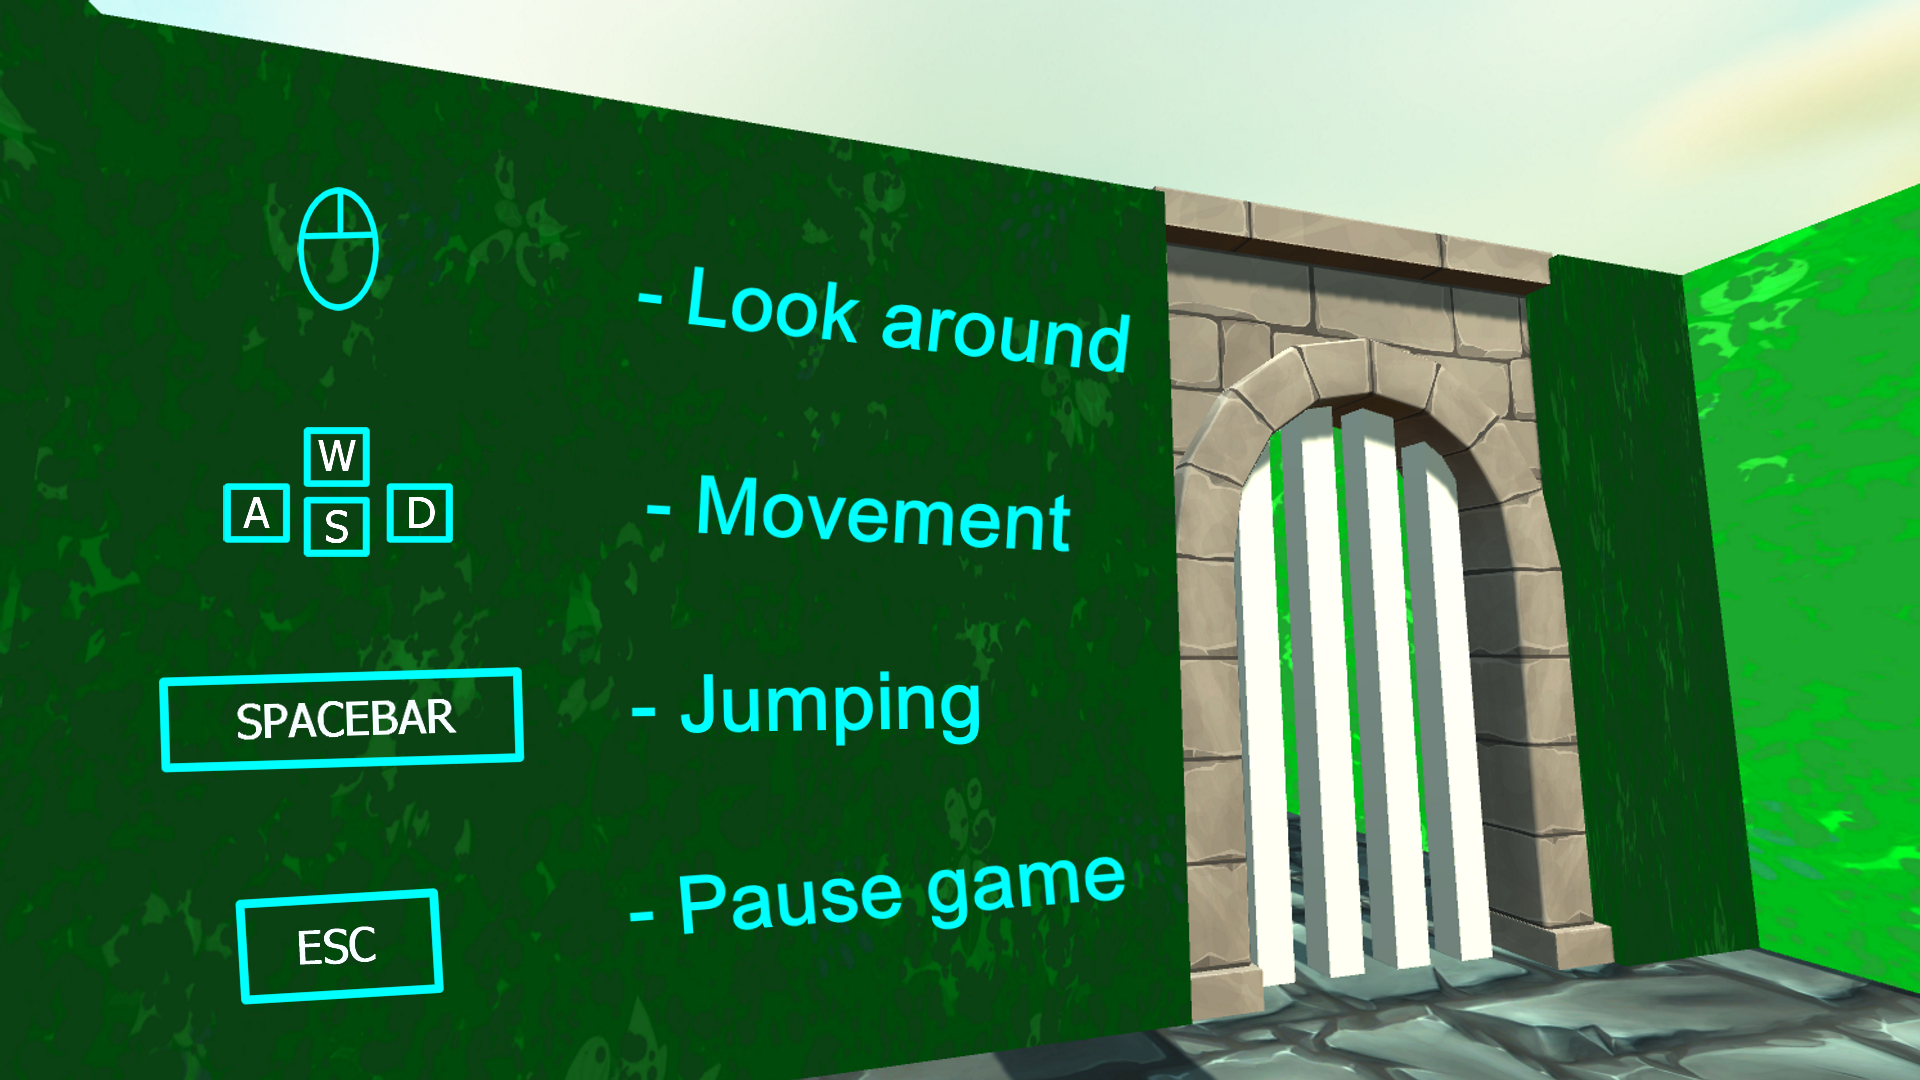 - Look around
W
A S D
- Movement
SPACEBAR - Jumping
ESC - Pause game